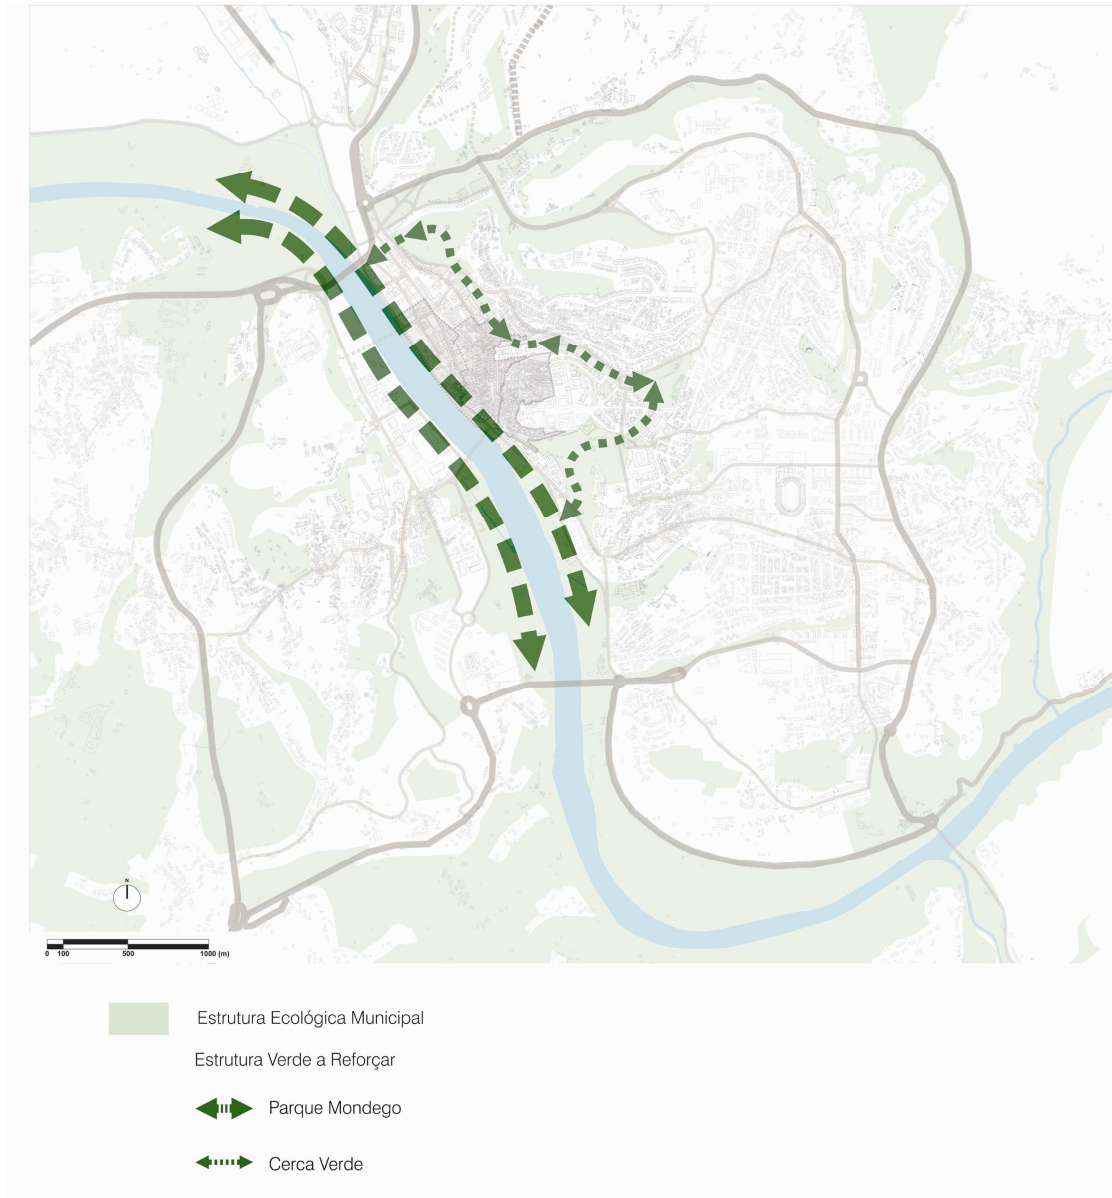 N
0 100 500 1000 (m)
Estrutura Ecológica Municipal
Estrutura Verde a Reforçar
Parque Mondego
Cerca Verde